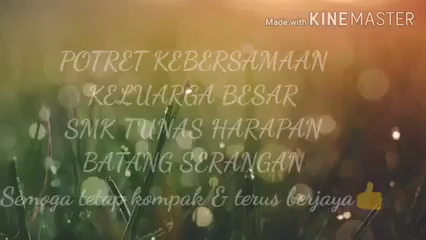 Made with KINEMASTER
POTRET KEBERSAMAAN
KELUARGA BESAR
SMK TUNAS HARAPAN
BATANG SERANGAN
Semoga tetap kompak & terus berjaya👍